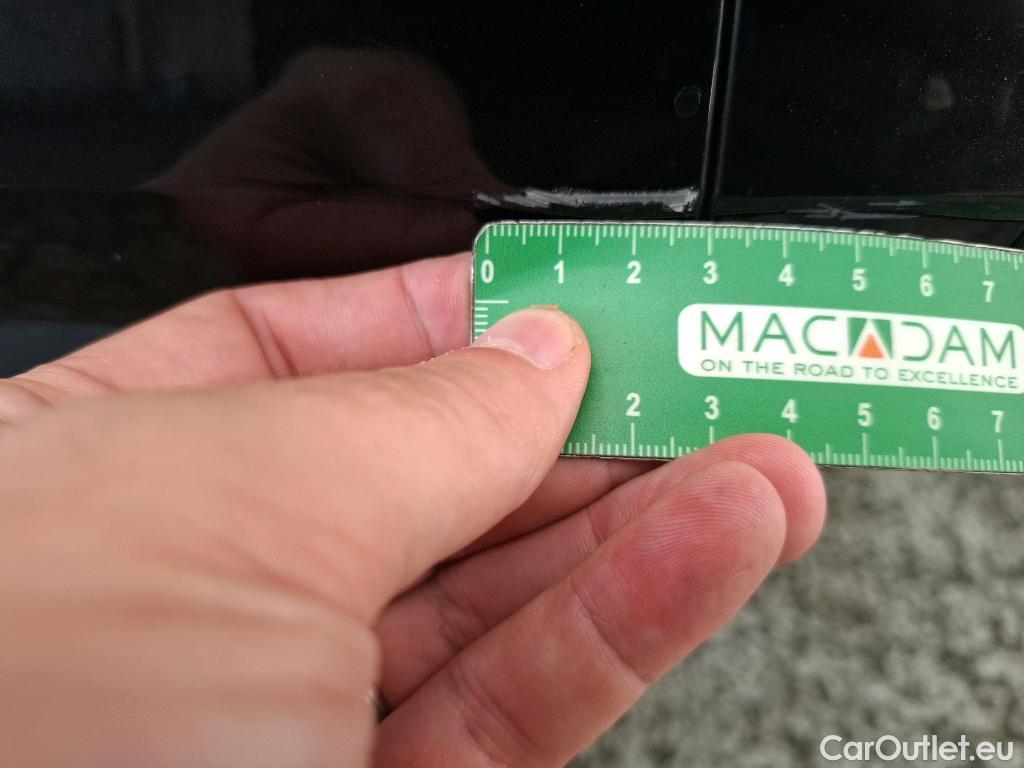 0 1 2 3 4 5 6 7
MACADAM
ON THE ROAD TO EXCELLENCE
2 3 4 5 6 7
CarOutlet.eu